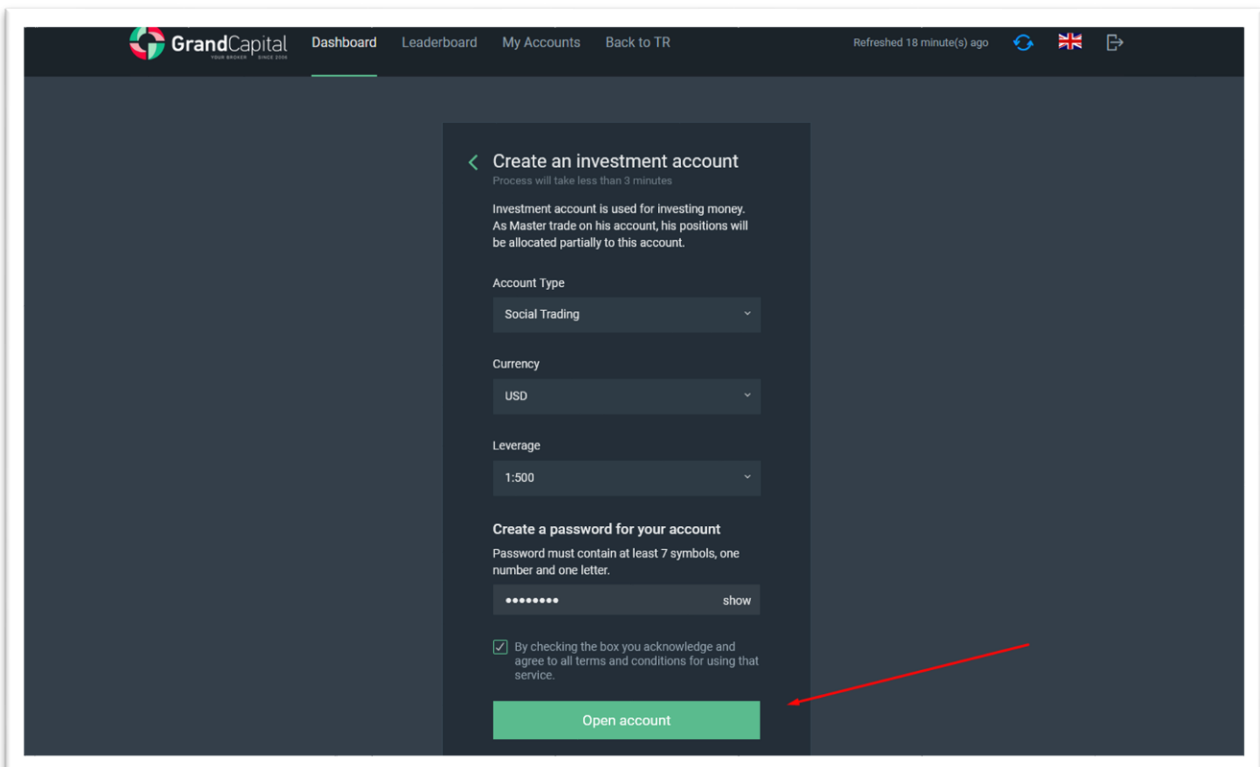 GrandCapital
YOUR BROKER SINCE 2006
Dashboard
Leaderboard
My Accounts
Back to TR
Refreshed 18 minute(s) ago
Create an investment account
Process will take less than 3 minutes
Investment account is used for investing money.
As Master trade on his account, his positions will
be allocated partially to this account.
Account Type
Social Trading
Currency
USD
Leverage
1:500
Create a password for your account
Password must contain at least 7 symbols, one
number and one letter.
••••••••
show
By checking the box you acknowledge and
agree to all terms and conditions for using that
service.
Open account